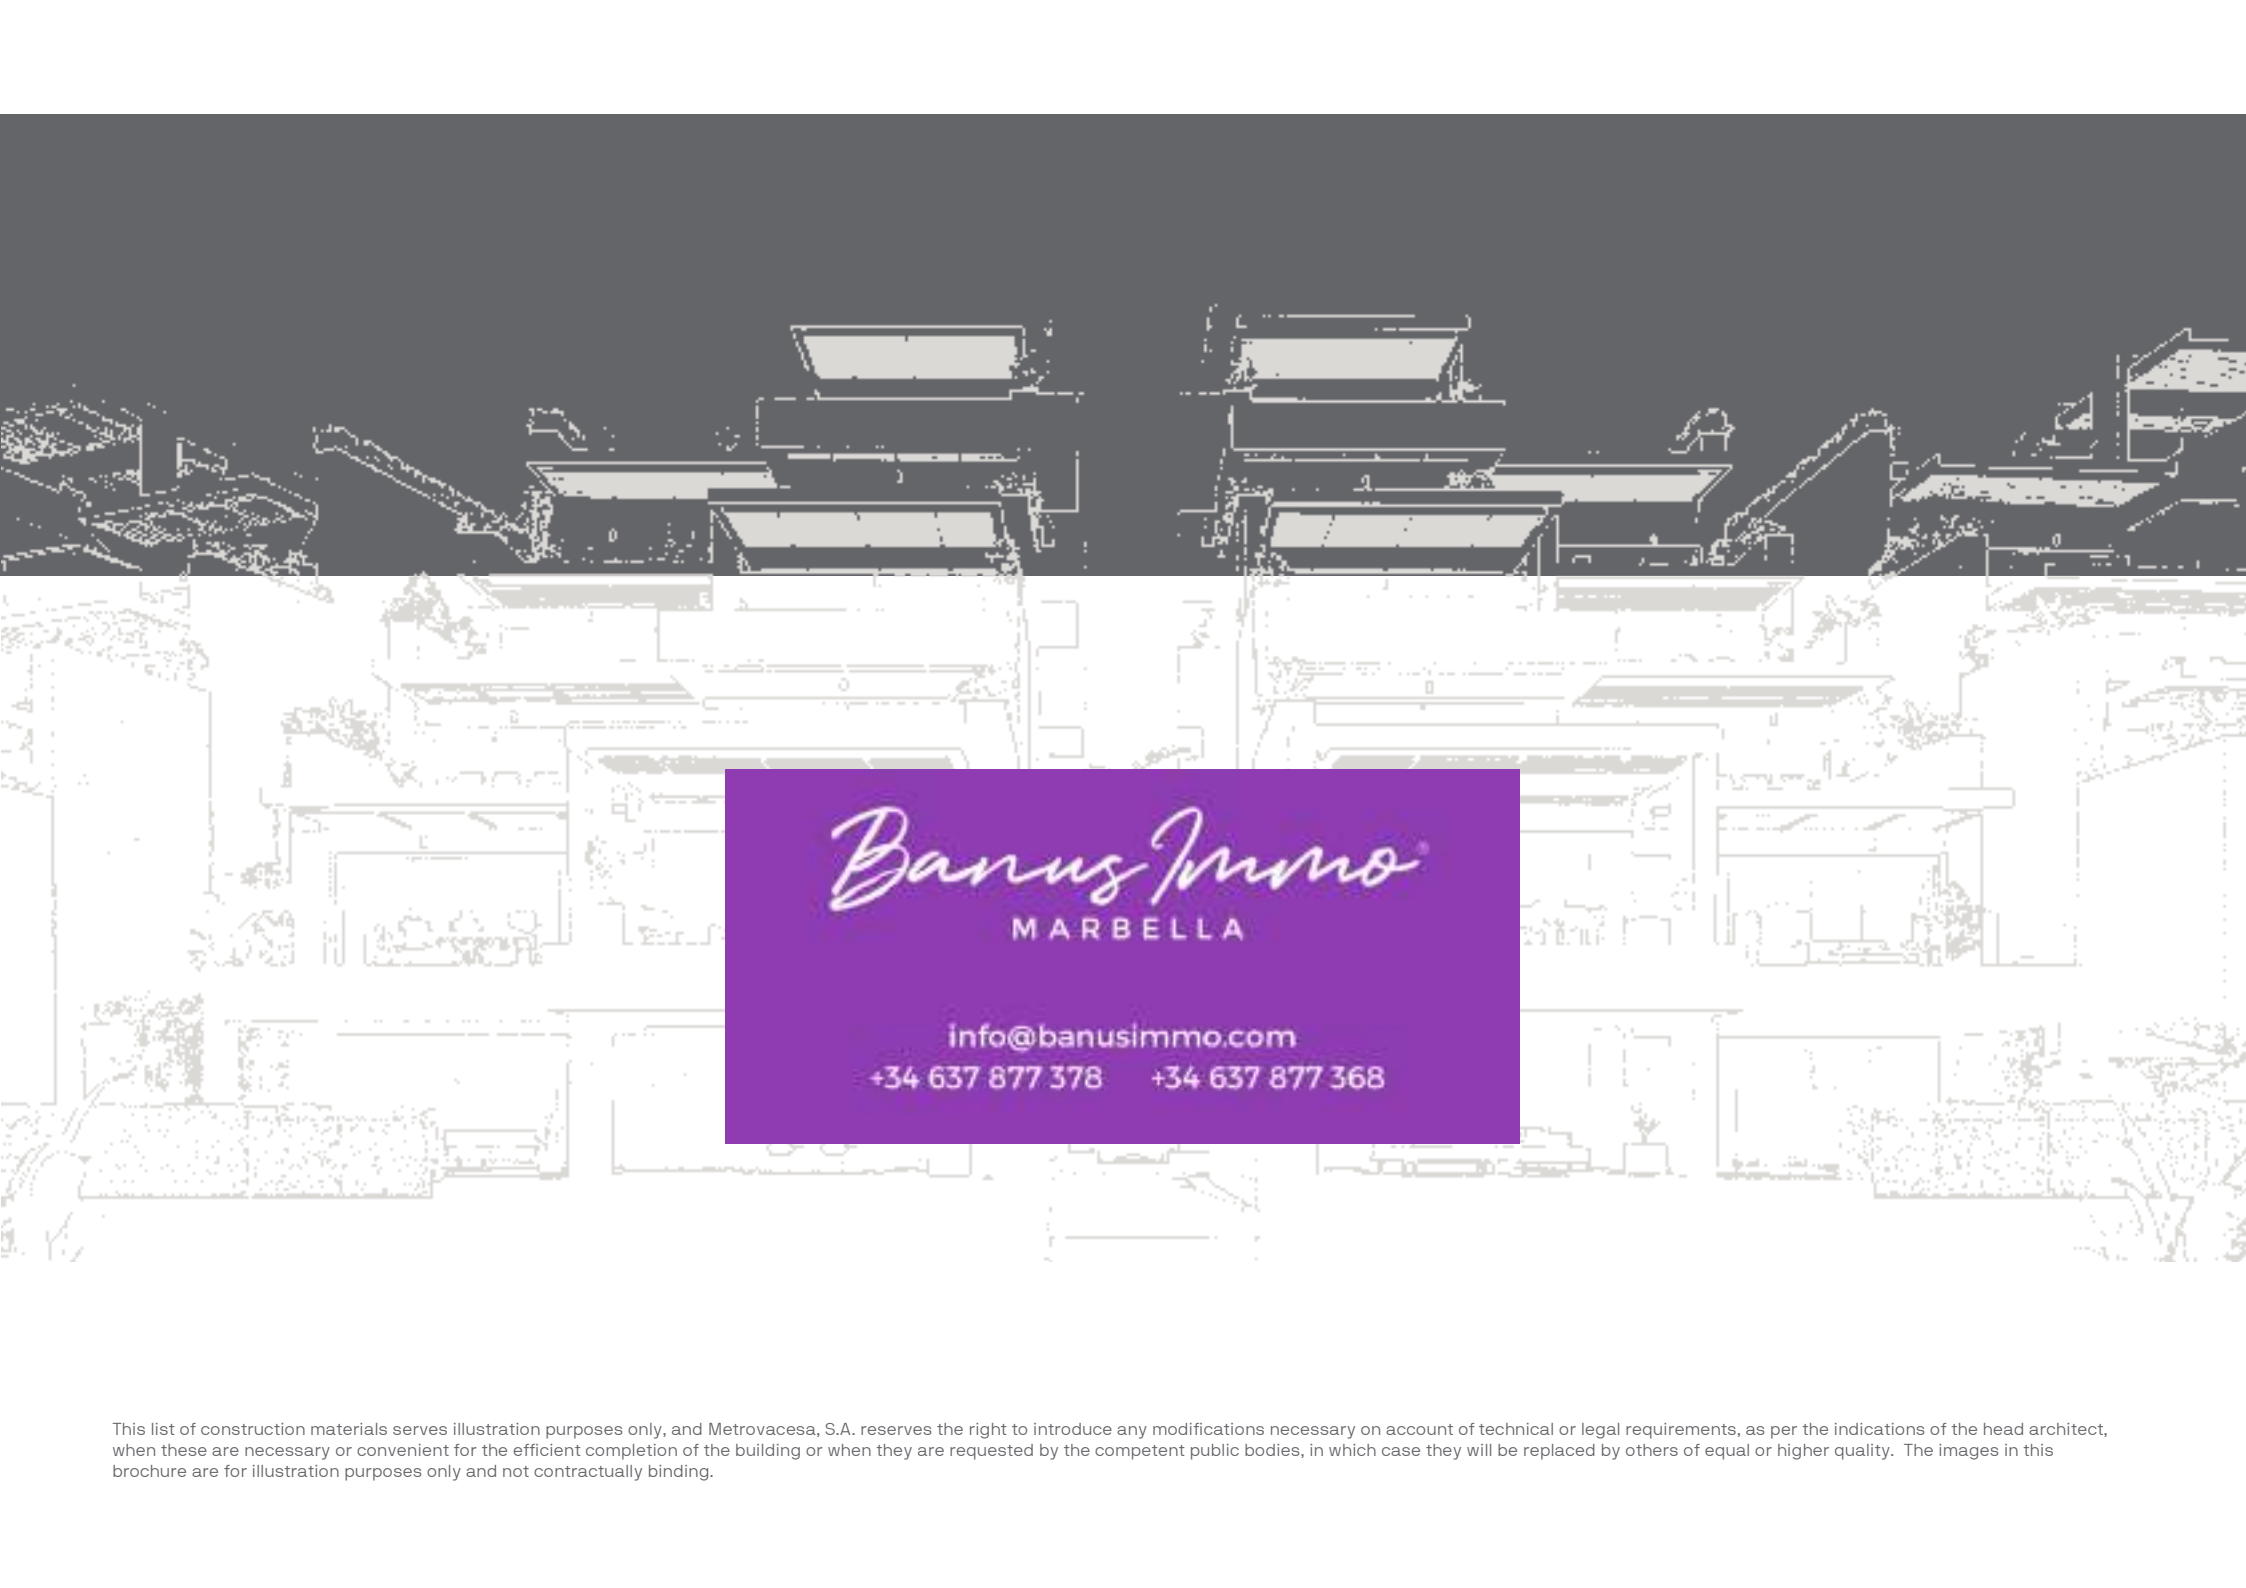 Banus Immo®
MARBELLA
info@banusimmo.com
+34 637 877 378 +34 637 877 368
This list of construction materials serves illustration purposes only, and Metrovacesa, S.A. reserves the right to introduce any modifications necessary on account of technical or legal requirements, as per the indications of the head architect,
when these are necessary or convenient for the efficient completion of the building or when they are requested by the competent public bodies, in which case they will be replaced by others of equal or higher quality.  The images in this
brochure are for illustration purposes only and not contractually binding.